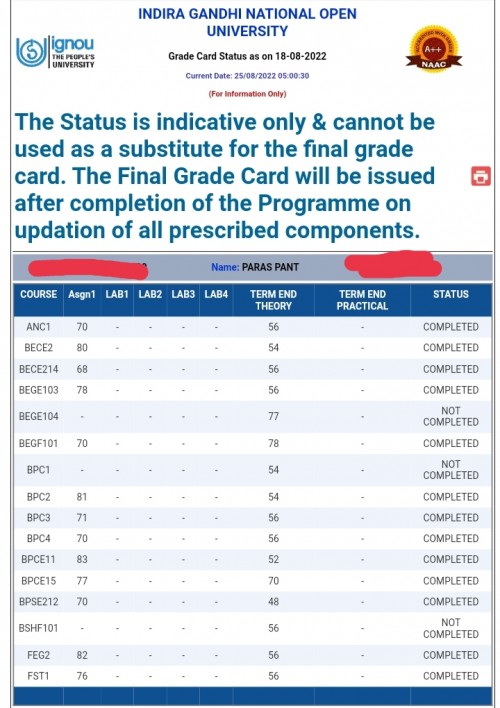 INDIRA GANDHI NATIONAL OPEN
UNIVERSITY
ignou
THE PEOPLE'S
UNIVERSITY
Grade Card Status as on 18-08-2022
Current Date: 25/08/2022 05:00:30
(For Information Only)
A++
NAAC
The Status is indicative only & cannot be
used as a substitute for the final grade
card. The Final Grade Card will be issued
after completion of the Programme on
updation of all prescribed components.
Name: PARAS PANT
COURSE Asgn1 LAB1 LAB2 LAB3 LAB4 TERM END THEORY TERM END PRACTICAL STATUS
ANC1 70 - - - - 56 - COMPLETED
BECE2 80 - - - - 54 - COMPLETED
BECE214 68 - - - - 56 - COMPLETED
BEGE103 78 - - - - 56 - COMPLETED
BEGE104 - - - - - 77 - NOT COMPLETED
BEGF101 70 - - - - 78 - COMPLETED
BPC1 - - - - - 54 - NOT COMPLETED
BPC2 81 - - - - 54 - COMPLETED
BPC3 71 - - - - 56 - COMPLETED
BPC4 70 - - - - 56 - COMPLETED
BPCE11 83 - - - - 52 - COMPLETED
BPCE15 77 - - - - 70 - COMPLETED
BPSE212 70 - - - - 48 - COMPLETED
BSHF101 - - - - - 56 - NOT COMPLETED
FEG2 82 - - - - 56 - COMPLETED
FST1 76 - - - - 56 - COMPLETED